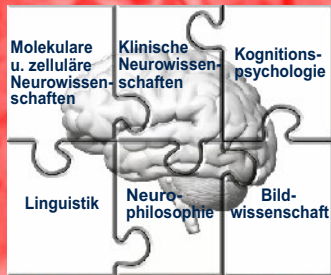 Molekulare
u. zelluläre
Neurowissen-
schaften
Klinische
Neurowissen-
schaften
Kognitions-
psychologie
Linguistik
Neuro-
philosophie
Bild-
wissenschaft